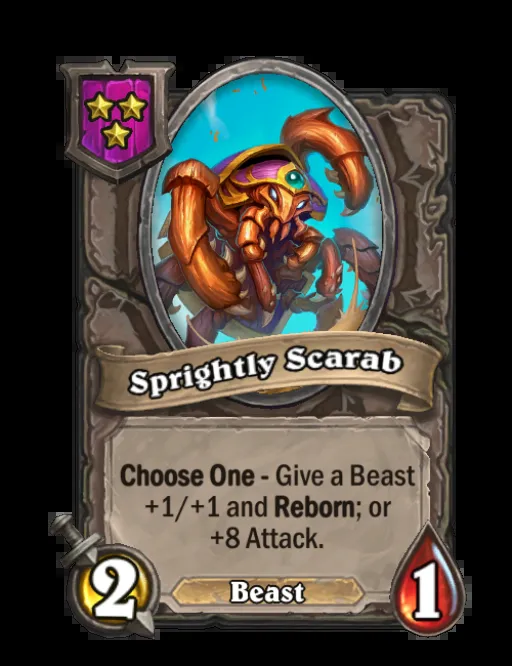 Sprightly Scarab
Choose One - Give a Beast
+1/+1 and Reborn; or
+8 Attack.
2
Beast
1